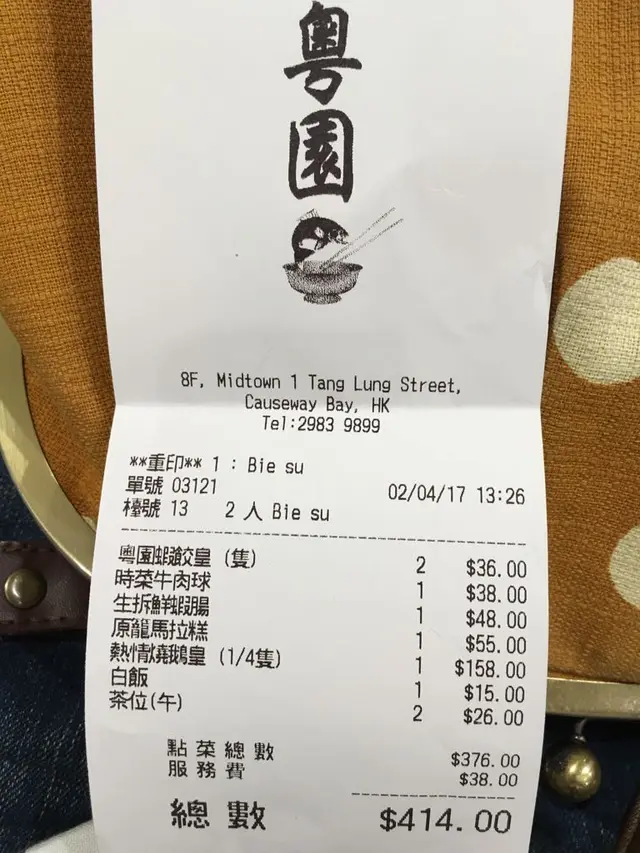 粵園
8F, Midtown 1 Tang Lung Street,
Causeway Bay, HK
Tel:2983 9899
**重印** 1 : Bie su
單號 03121 02/04/17 13:26
檯號 13 2 人 Bie su
粵園蝦餃皇 (隻) 2 $36.00
時菜牛肉球 1 $38.00
生拆鮮蝦腸 1 $48.00
原籠馬拉糕 1 $55.00
熱情燒鵝皇 (1/4隻) 1 $158.00
白飯 1 $15.00
茶位(午) 2 $26.00
點菜總數 $376.00
服務費 $38.00
總數 $414.00